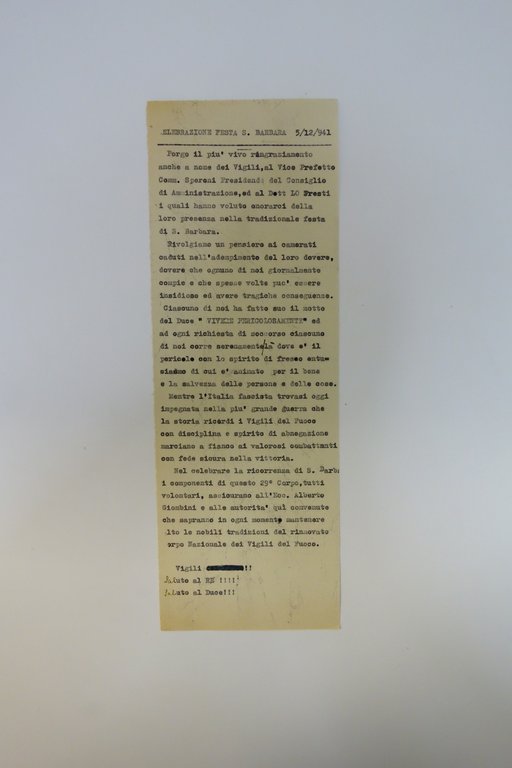 ELEBRAZIONE FESTA S. BARBARA 5/12/941
Porgo il piu' vivo ringraziamento
anche a nome dei Vigili,al Vice Prefetto
Comm. Speroni Presidende del Consiglio
di Amministrazione,ed al Dott LO Presti
i quali hanno voluto onorarci della
loro presenza nella tradizionale festa
di S. Barbara.
Rivolgiamo un pensiero ai camerati
caduti nell'adempimento del loro dovere,
dovere che ognuno di noi giornalmente
compie e che spesse volte puo' essere
insidioso ed avere tragiche conseguenze.
Ciascuno di noi ha fatto suo il motto
del Duce " VIVERE PERICOLOSAMENTE" ed
ad ogni richiesta di soccorso ciascuno
di noi corre serenamente/là dove e'il
pericolo con lo spirito di fresco entu=
siasmo di cui e'animato per il bene
e la salvezza delle persone e delle cose.
Mentre l'Italia fascista trovasi oggi
impegnata nella piu' grande guerra che
la storia ricordi i Vigili del Fuoco
con disciplina e spirito di abnegazione
marciano a fianco ai valorosi combattanti
con fede sicura nella vittoria.
Nel celebrare la ricorrenza di S. Barba
i componenti di questo 29° Corpo,tutti
volontari, assicurano all'Ecc. Alberto
Giombini e alle autorita' qui convenute
che sapranno in ogni momento mantenere
alto le nobili tradizioni del rinnovato
orpo Nazionale dei Vigili del Fuoco.
Vigili !!
Saluto al RE !!!!
Saluto al Duce!!!